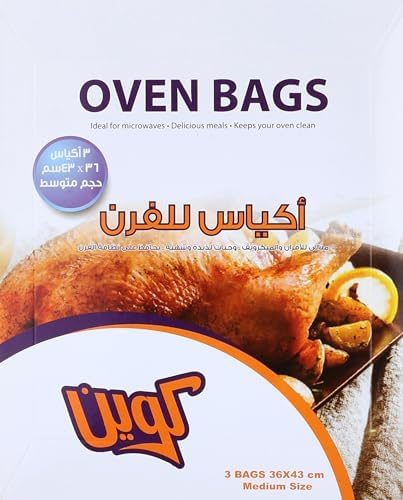 OVEN BAGS
Ideal for microwaves • Delicious meals • Keeps your oven clean
٣ أكياس
٣٦ x ٤٣سم
حجم متوسط
أكياس للفرن
مثالي للأفران والميكرويف . وجبات لذيذة وشهية . يحافظ على نظافة الفرن
كوين
3 BAGS 36X43 cm
Medium Size